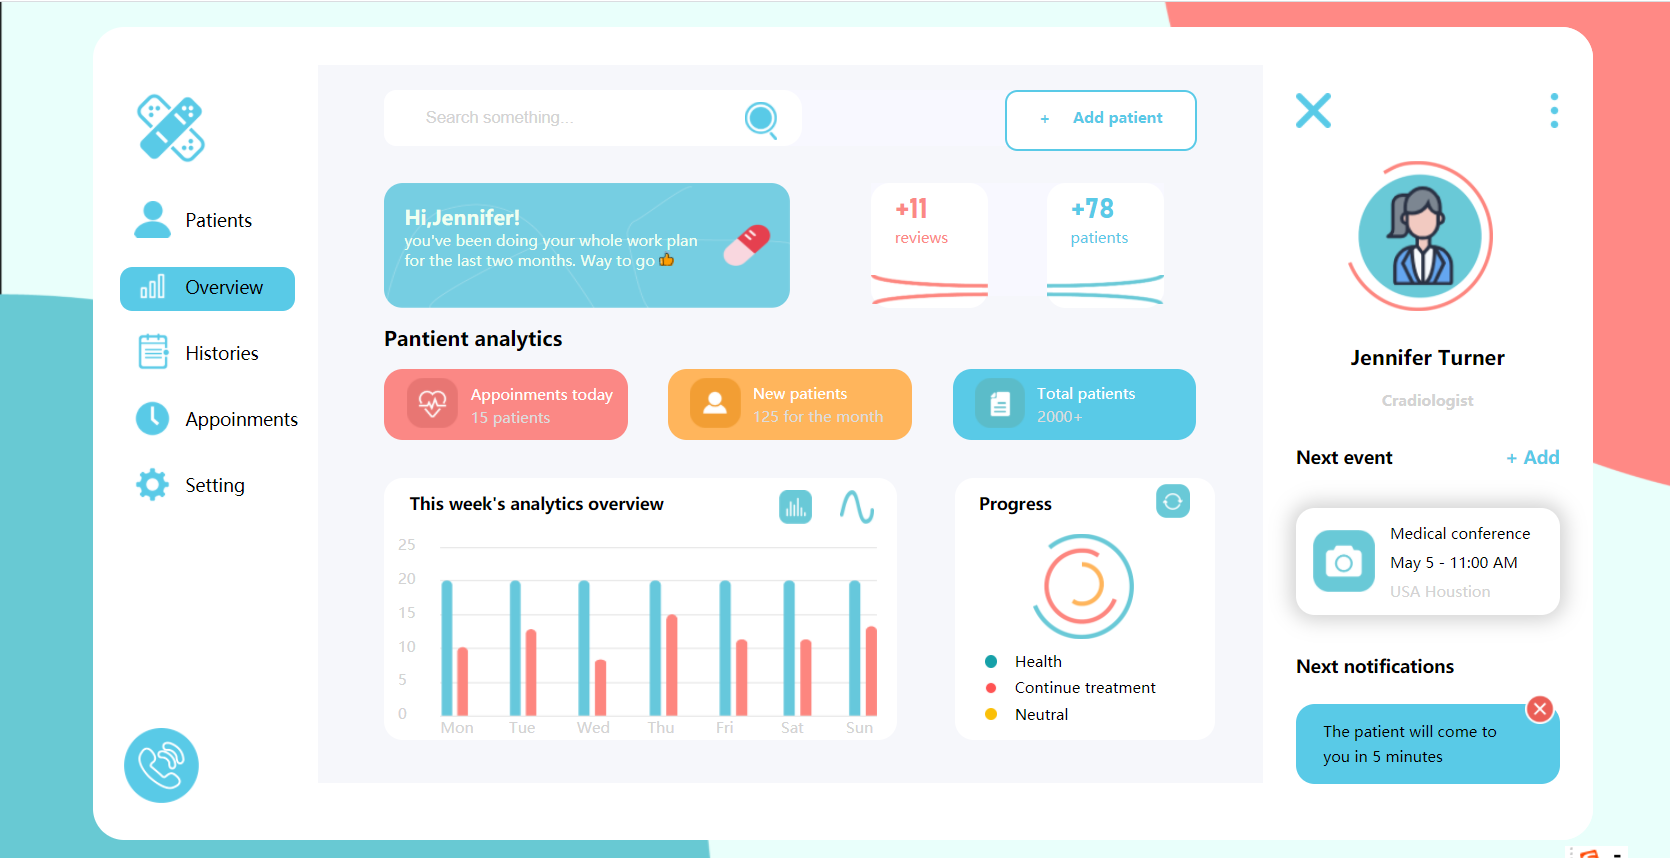 Search something...
+ Add patient
Patients
Overview
Histories
Appoinments
Setting
Hi,Jennifer!
you've been doing your whole work plan
for the last two months. Way to go 👍
+11
reviews
+78
patients
Pantient analytics
Appoinments today
15 patients
New patients
125 for the month
Total patients
2000+
This week's analytics overview
25
20
15
10
5
0
Mon Tue Wed Thu Fri Sat Sun
Progress
Health
Continue treatment
Neutral
Jennifer Turner
Cradiologist
Next event + Add
Medical conference
May 5 - 11:00 AM
USA Houstion
Next notifications
The patient will come to
you in 5 minutes